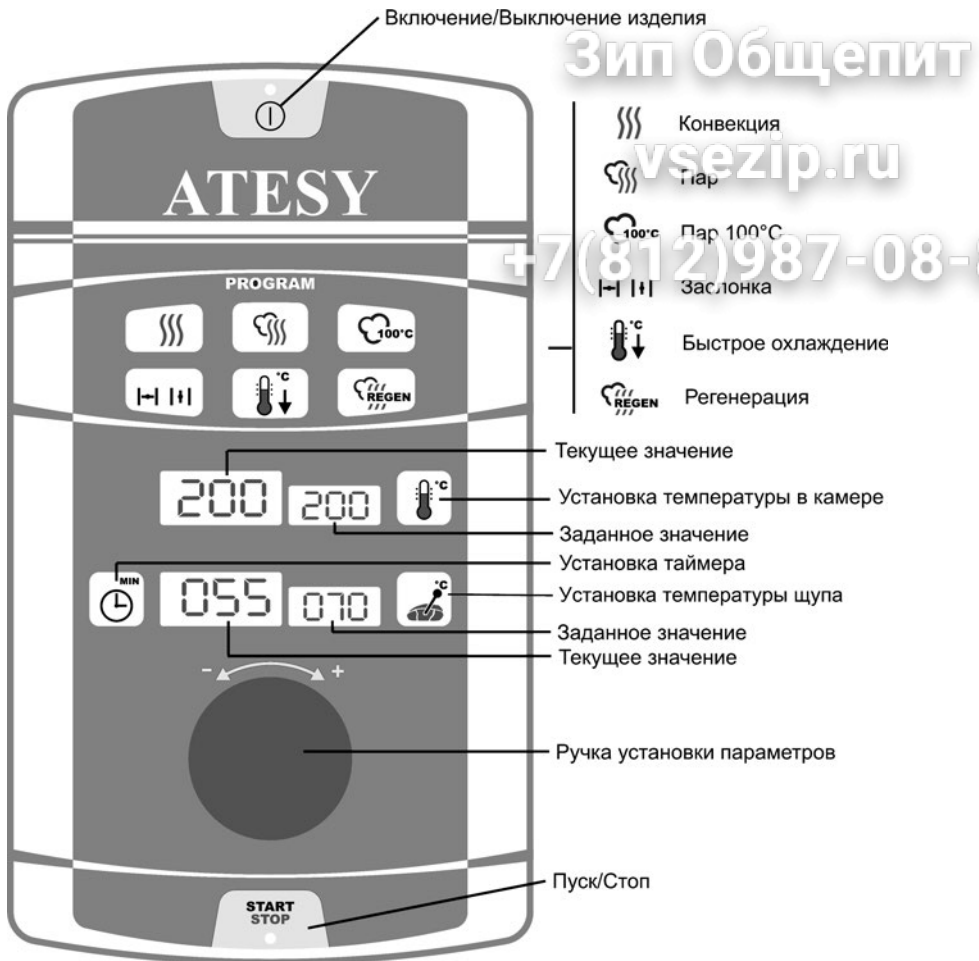 Включение/Выключение изделия
Зип Общепит
Конвекция
vsezip.ru
ATESY
Пар
100°C Пар 100°C
+7(812)987-08-
PROGRAM
Заслонка
100°C
°C
Быстрое охлаждение
°C
REGEN
REGEN Регенерация
Текущее значение
200
200
°C
Установка температуры в камере
Заданное значение
Установка таймера
MIN
055
070
°C
Установка температуры щупа
Заданное значение
Текущее значение
- +
Ручка установки параметров
Пуск/Стоп
START
STOP